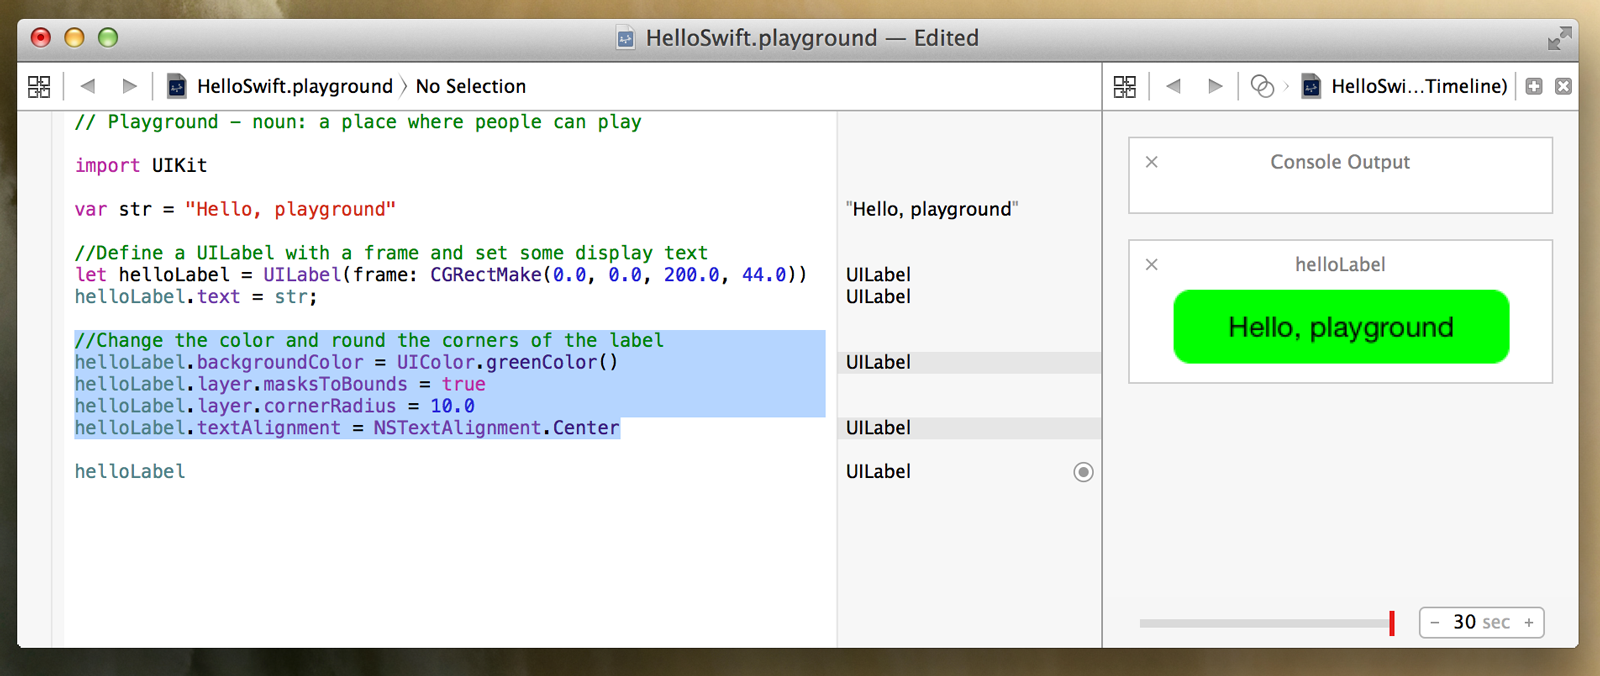 HelloSwift.playground — Edited
HelloSwift.playground 〉 No Selection
HelloSwi...Timeline)
// Playground - noun: a place where people can play
import UIKit
var str = "Hello, playground"
"Hello, playground"
//Define a UILabel with a frame and set some display text
let helloLabel = UILabel(frame: CGRectMake(0.0, 0.0, 200.0, 44.0))
UILabel
helloLabel.text = str;
UILabel
//Change the color and round the corners of the label
helloLabel.backgroundColor = UIColor.greenColor()
UILabel
helloLabel.layer.masksToBounds = true
helloLabel.layer.cornerRadius = 10.0
helloLabel.textAlignment = NSTextAlignment.Center
UILabel
helloLabel
UILabel
Console Output
helloLabel
Hello, playground
- 30 sec +